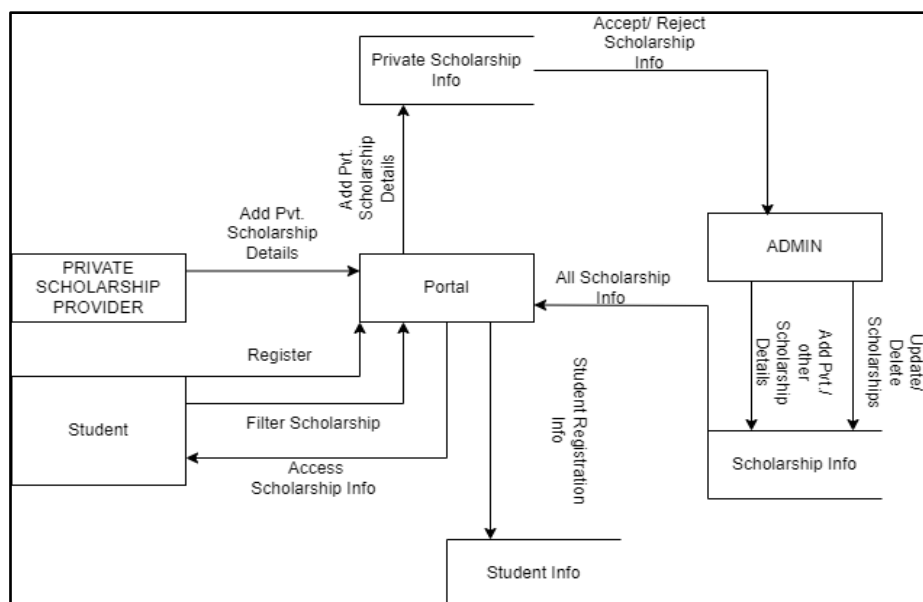 Accept/ Reject
Scholarship
Info
Private Scholarship
Info
Add Pvt.
Scholarship
Details
Add Pvt.
Scholarship
Details
ADMIN
PRIVATE
SCHOLARSHIP
PROVIDER
Portal
All Scholarship
Info
Register
Add Pvt./
other
Scholarship
Details
Update/
Delete
Scholarships
Student
Filter Scholarship
Student Registration
Info
Access
Scholarship Info
Scholarship Info
Student Info